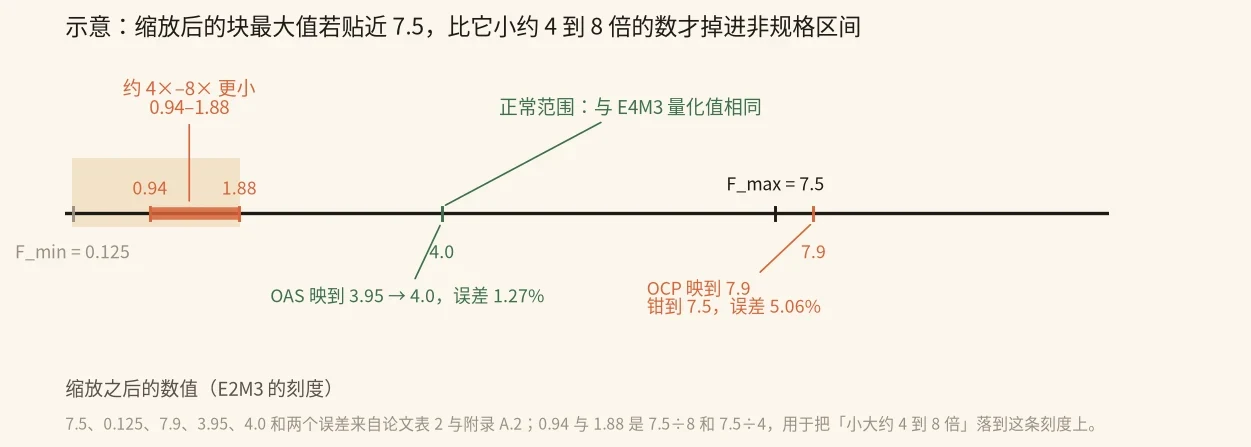 示意：缩放后的块最大值若贴近 7.5，比它小约 4 到 8 倍的数才掉进非规格区间
约 4×–8× 更小
0.94–1.88
正常范围：与 E4M3 量化值相同
0.94
1.88
F_max = 7.5
F_min = 0.125
4.0
7.9
OAS 映到 3.95 → 4.0，误差 1.27%
OCP 映到 7.9
钳到 7.5，误差 5.06%
缩放之后的数值（E2M3 的刻度）
7.5、0.125、7.9、3.95、4.0 和两个误差来自论文表 2 与附录 A.2；0.94 与 1.88 是 7.5÷8 和 7.5÷4，用于把「小大约 4 到 8 倍」落到这条刻度上。